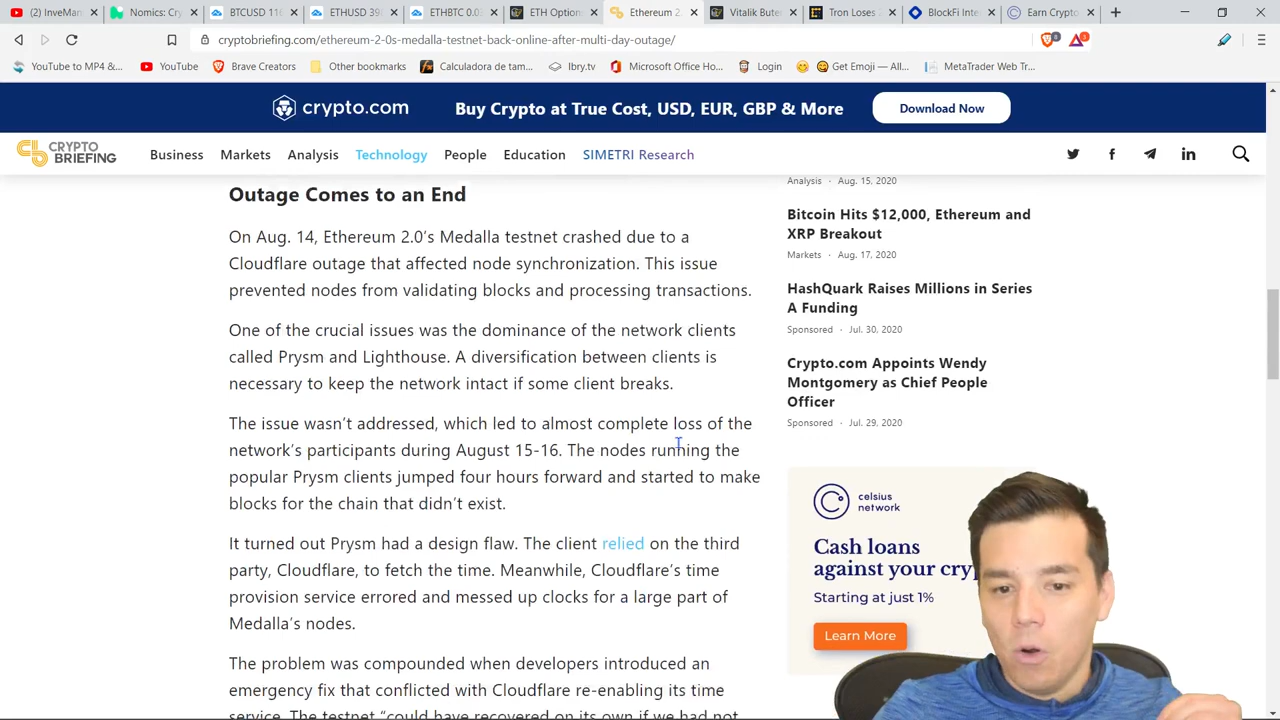 (1) InveMar
Nomics: Cry
BTCUSD 110
ETHUSD 39
ETHBTC 0.03
ETH Option
Ethereum 2.
Vitalik Buter
Tron Loses
BlockFi Inte
Earn Crypto
cryptobriefing.com/ethereum-2-0s-medalla-testnet-back-online-after-multi-day-outage/
YouTube to MP4 &...
YouTube
Brave Creators
Other bookmarks
Calculadora de tam...
lbry.tv
Microsoft Office Ho...
Login
Get Emoji — All...
MetaTrader Web Tr...
crypto.com
Buy Crypto at True Cost, USD, EUR, GBP & More
Download Now
CRYPTO
BRIEFING
Business
Markets
Analysis
Technology
People
Education
SIMETRI Research
Outage Comes to an End
On Aug. 14, Ethereum 2.0’s Medalla testnet crashed due to a
Cloudflare outage that affected node synchronization. This issue
prevented nodes from validating blocks and processing transactions.
One of the crucial issues was the dominance of the network clients
called Prysm and Lighthouse. A diversification between clients is
necessary to keep the network intact if some client breaks.
The issue wasn’t addressed, which led to almost complete loss of the
network’s participants during August 15-16. The nodes running the
popular Prysm clients jumped four hours forward and started to make
blocks for the chain that didn’t exist.
It turned out Prysm had a design flaw. The client relied on the third
party, Cloudflare, to fetch the time. Meanwhile, Cloudflare’s time
provision service errored and messed up clocks for a large part of
Medalla’s nodes.
The problem was compounded when developers introduced an
emergency fix that conflicted with Cloudflare re-enabling its time
service. The testnet “could have recovered on its own if we had not
Analysis · Aug. 15, 2020
Bitcoin Hits $12,000, Ethereum and
XRP Breakout
Markets · Aug. 17, 2020
HashQuark Raises Millions in Series
A Funding
Sponsored · Jul. 30, 2020
Crypto.com Appoints Wendy
Montgomery as Chief People
Officer
Sponsored · Jul. 29, 2020
celsius
network
Cash loans
against your cryp
Starting at just 1%
Learn More